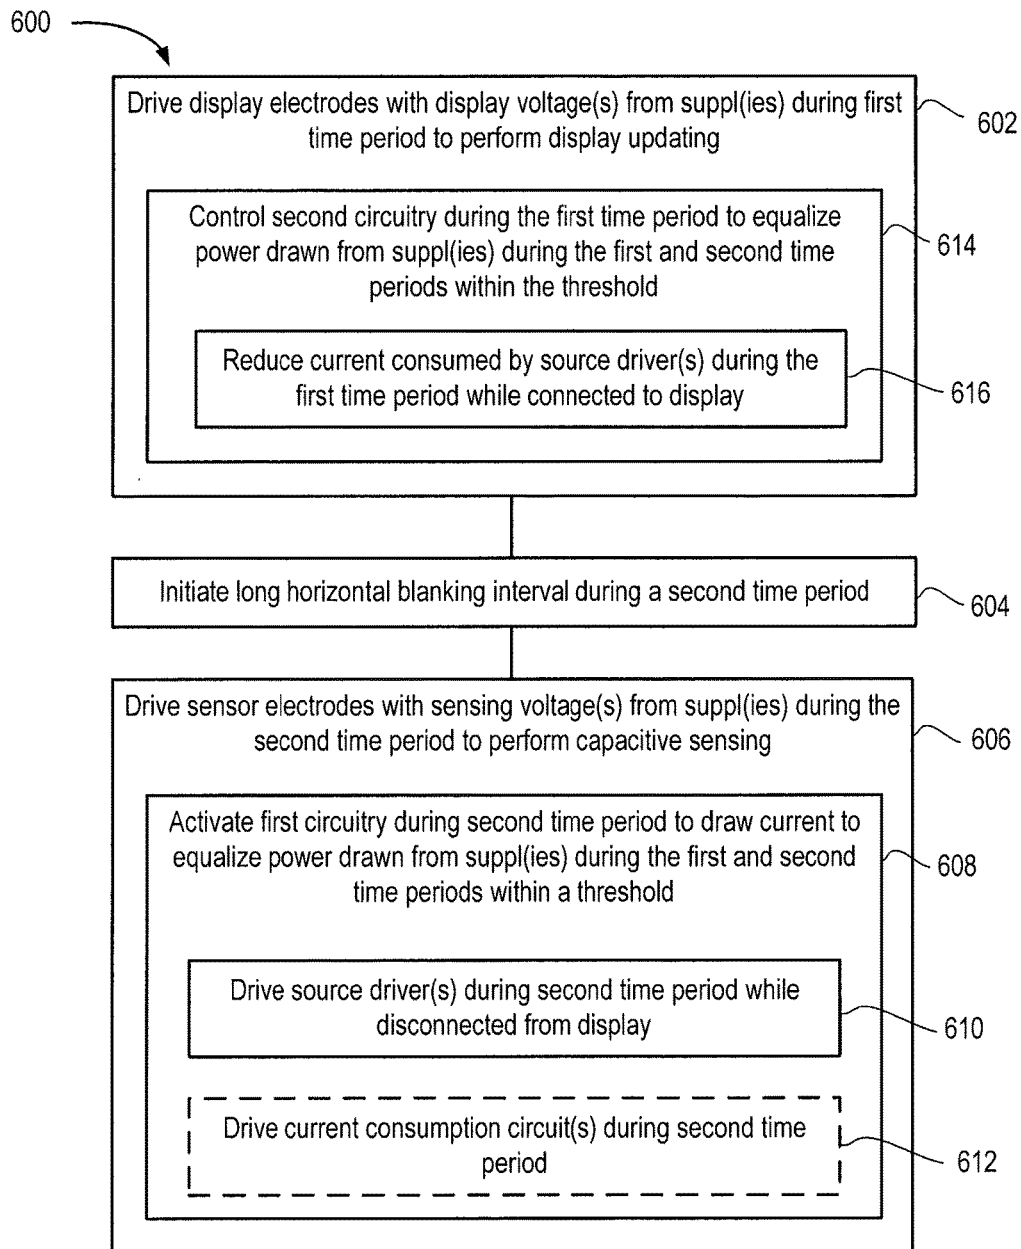 600
Drive display electrodes with display voltage(s) from suppl(ies) during first
time period to perform display updating
602
Control second circuitry during the first time period to equalize
power drawn from suppl(ies) during the first and second time
periods within the threshold
614
Reduce current consumed by source driver(s) during the
first time period while connected to display
616
Initiate long horizontal blanking interval during a second time period
604
Drive sensor electrodes with sensing voltage(s) from suppl(ies) during the
second time period to perform capacitive sensing
606
Activate first circuitry during second time period to draw current to
equalize power drawn from suppl(ies) during the first and second
time periods within a threshold
608
Drive source driver(s) during second time period while
disconnected from display
610
Drive current consumption circuit(s) during second time
period
612